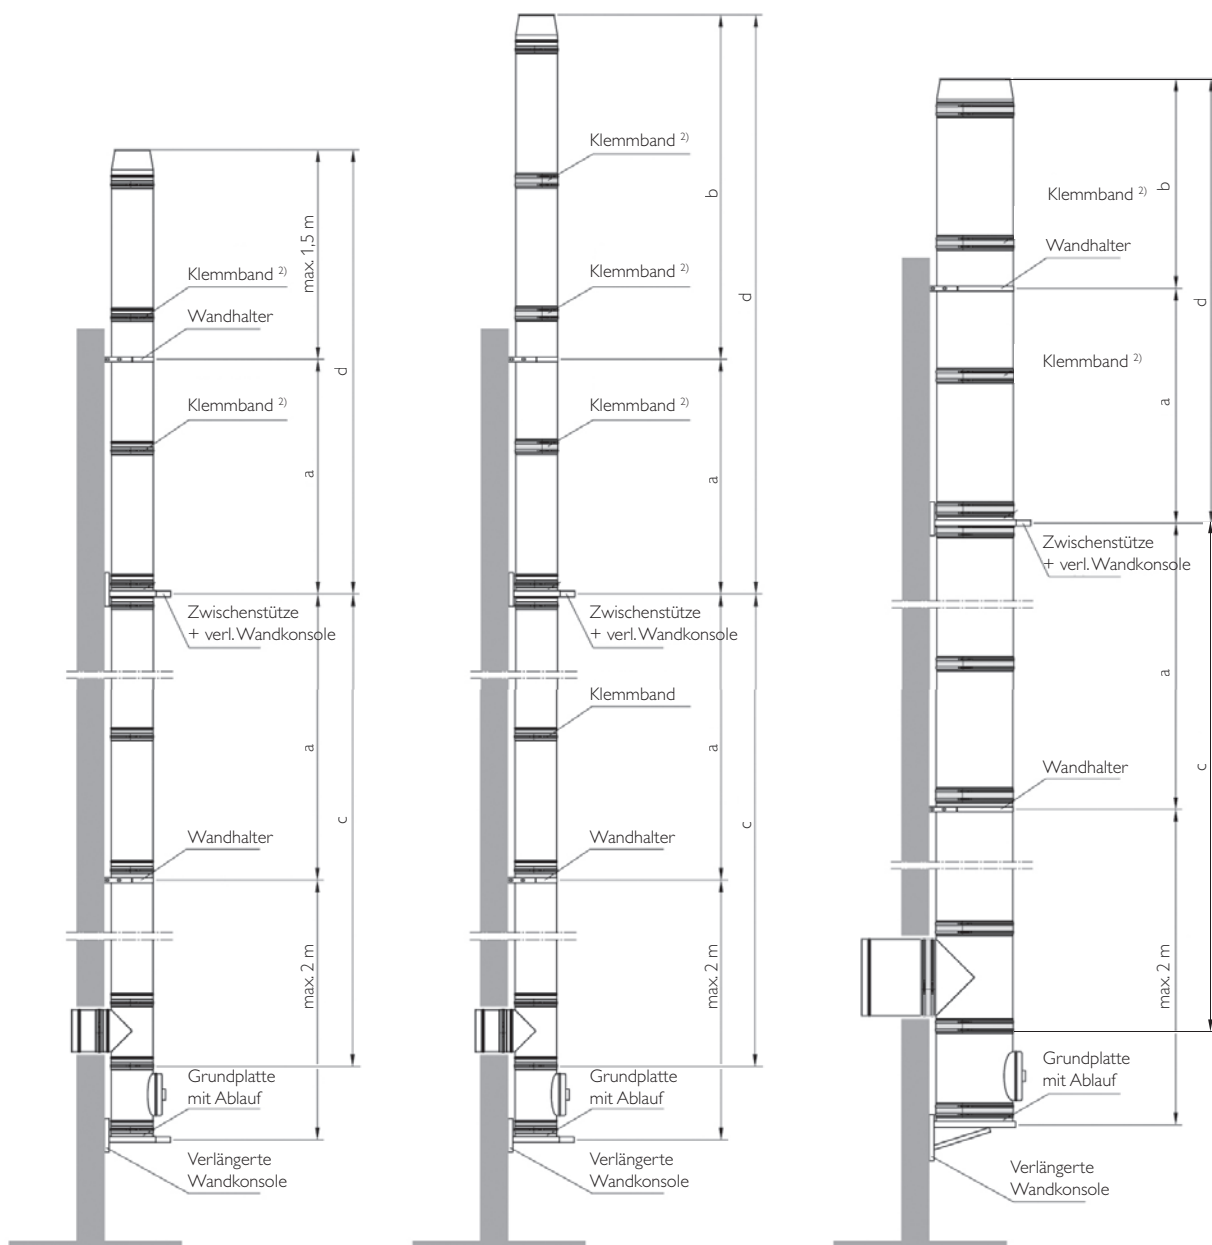 Klemmband 2)
Wandhalter
Klemmband 2)
Zwischenstütze
+ verl. Wandkonsole
Wandhalter
Grundplatte
mit Ablauf
Verlängerte
Wandkonsole
max. 1,5 m
a
a
max. 2 m
d
c
Klemmband 2)
Klemmband 2)
Klemmband 2)
Zwischenstütze
+ verl. Wandkonsole
Klemmband
Wandhalter
Grundplatte
mit Ablauf
Verlängerte
Wandkonsole
b
a
a
max. 2 m
d
c
Klemmband 2)
Wandhalter
Klemmband 2)
Zwischenstütze
+ verl. Wandkonsole
Wandhalter
Grundplatte
mit Ablauf
Verlängerte
Wandkonsole
b
a
a
max. 2 m
d
c